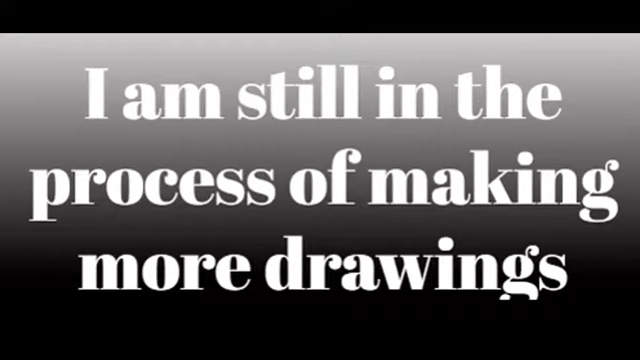 I am still in the
process of making
more drawings